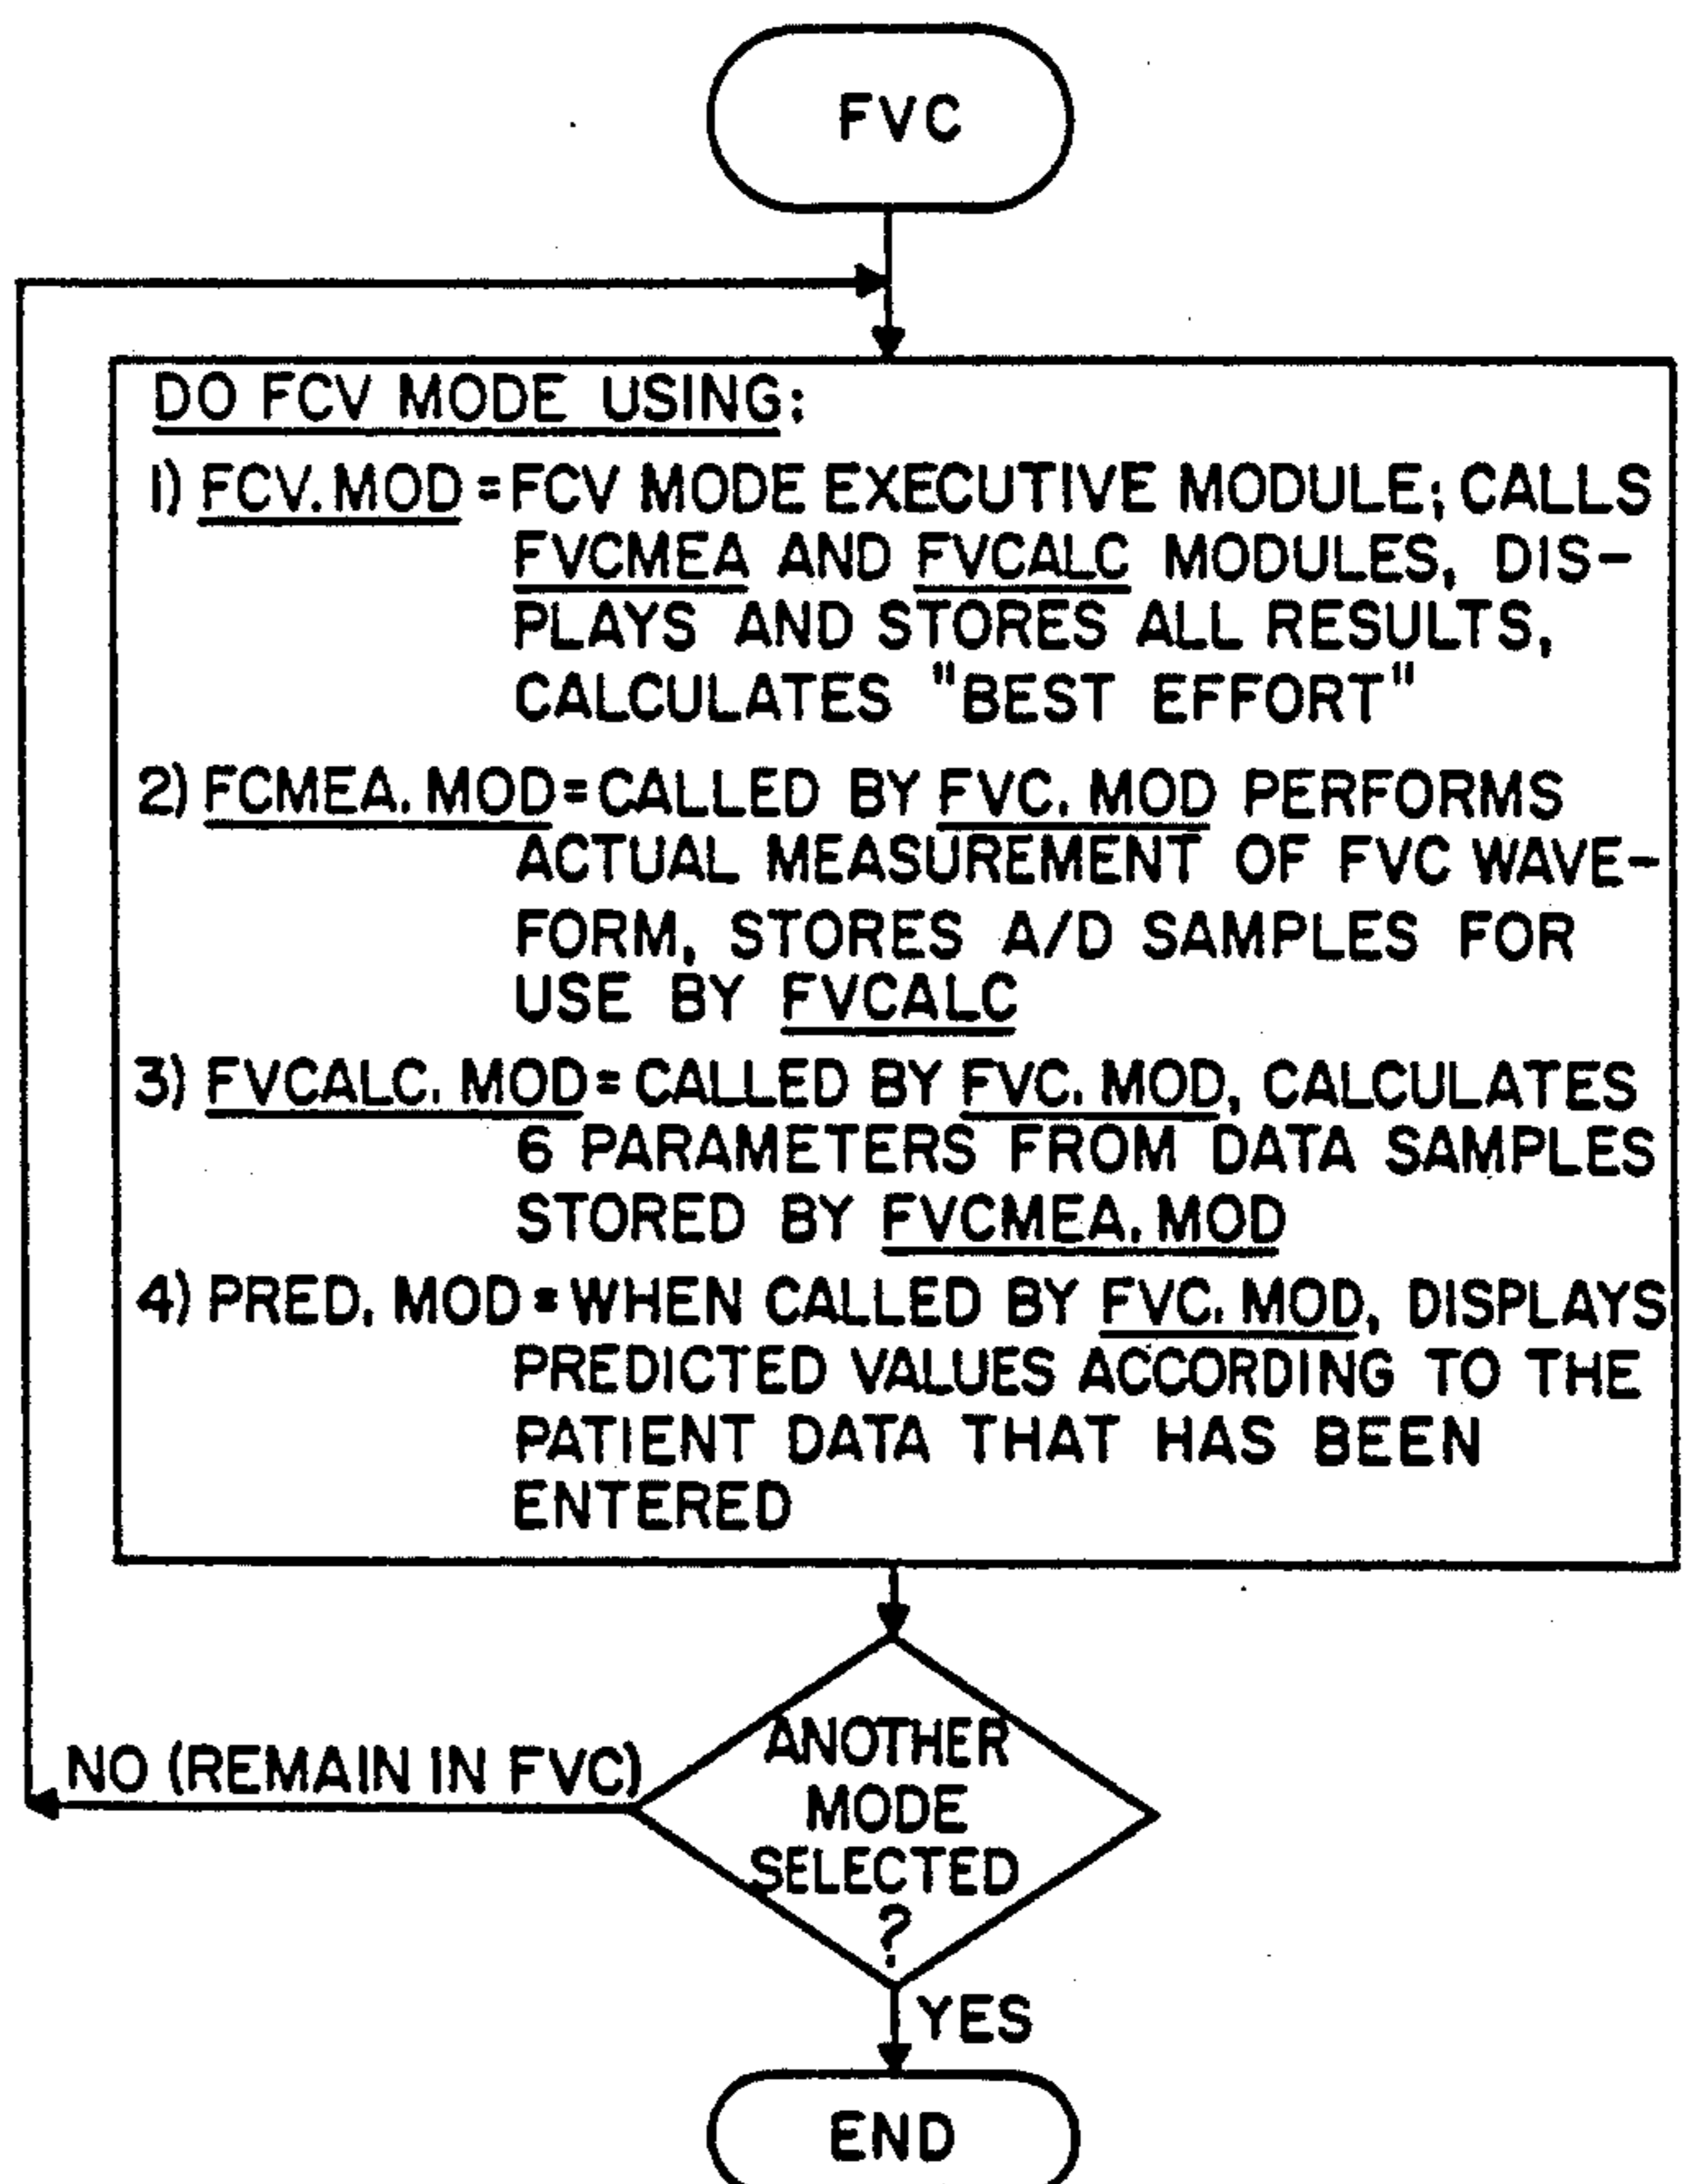 FVC
DO FCV MODE USING:
1) FCV.MOD = FCV MODE EXECUTIVE MODULE; CALLS
FVCMEA AND FVCALC MODULES, DIS-
PLAYS AND STORES ALL RESULTS,
CALCULATES "BEST EFFORT"
2) FCMEA.MOD = CALLED BY FVC.MOD PERFORMS
ACTUAL MEASUREMENT OF FVC WAVE-
FORM, STORES A/D SAMPLES FOR
USE BY FVCALC
3) FVCALC.MOD = CALLED BY FVC.MOD, CALCULATES
6 PARAMETERS FROM DATA SAMPLES
STORED BY FVCMEA.MOD
4) PRED.MOD = WHEN CALLED BY FVC.MOD, DISPLAYS
PREDICTED VALUES ACCORDING TO THE
PATIENT DATA THAT HAS BEEN
ENTERED
ANOTHER
MODE
SELECTED
?
NO (REMAIN IN FVC)
YES
END